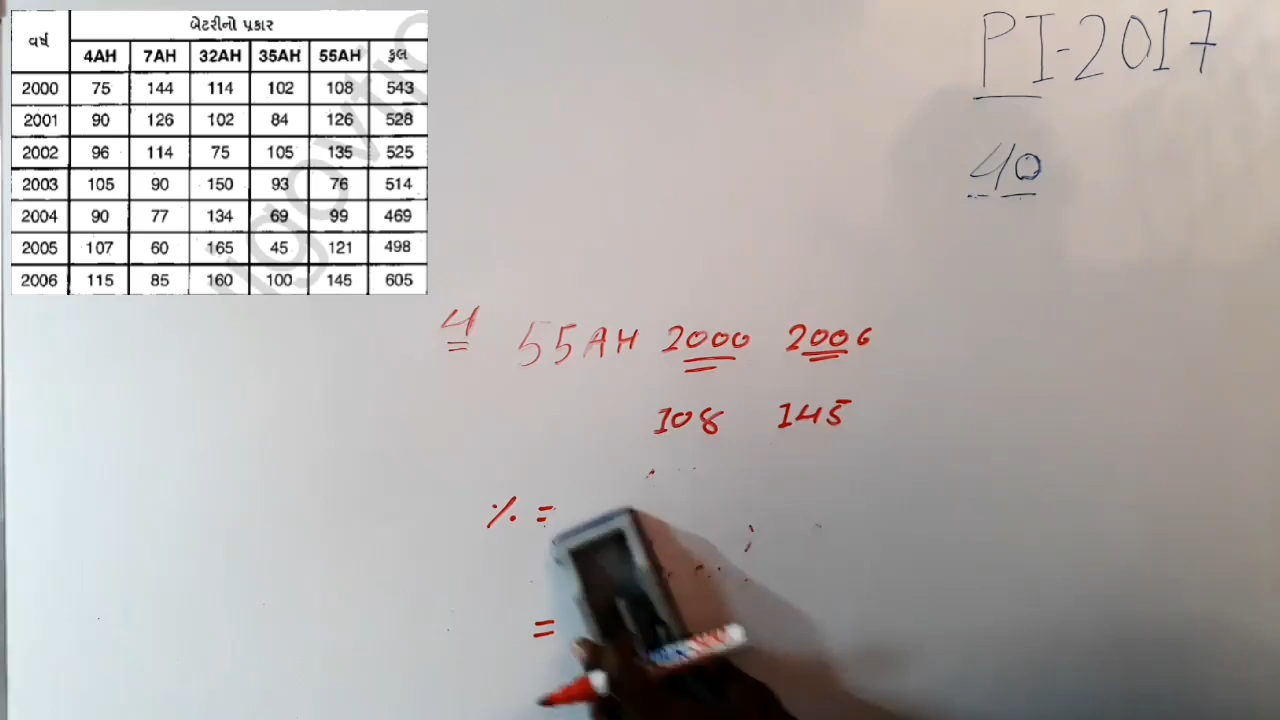 વર્ષ બેટરીનો પ્રકાર
4AH 7AH 32AH 35AH 55AH કુલ
2000 75 144 114 102 108 543
2001 90 126 102 84 126 528
2002 96 114 75 105 135 525
2003 105 90 150 93 76 514
2004 90 77 134 69 99 469
2005 107 60 165 45 121 498
2006 115 85 160 100 145 605
PI-2017
40
4 55AH 2000 2006
108 145
% =
=